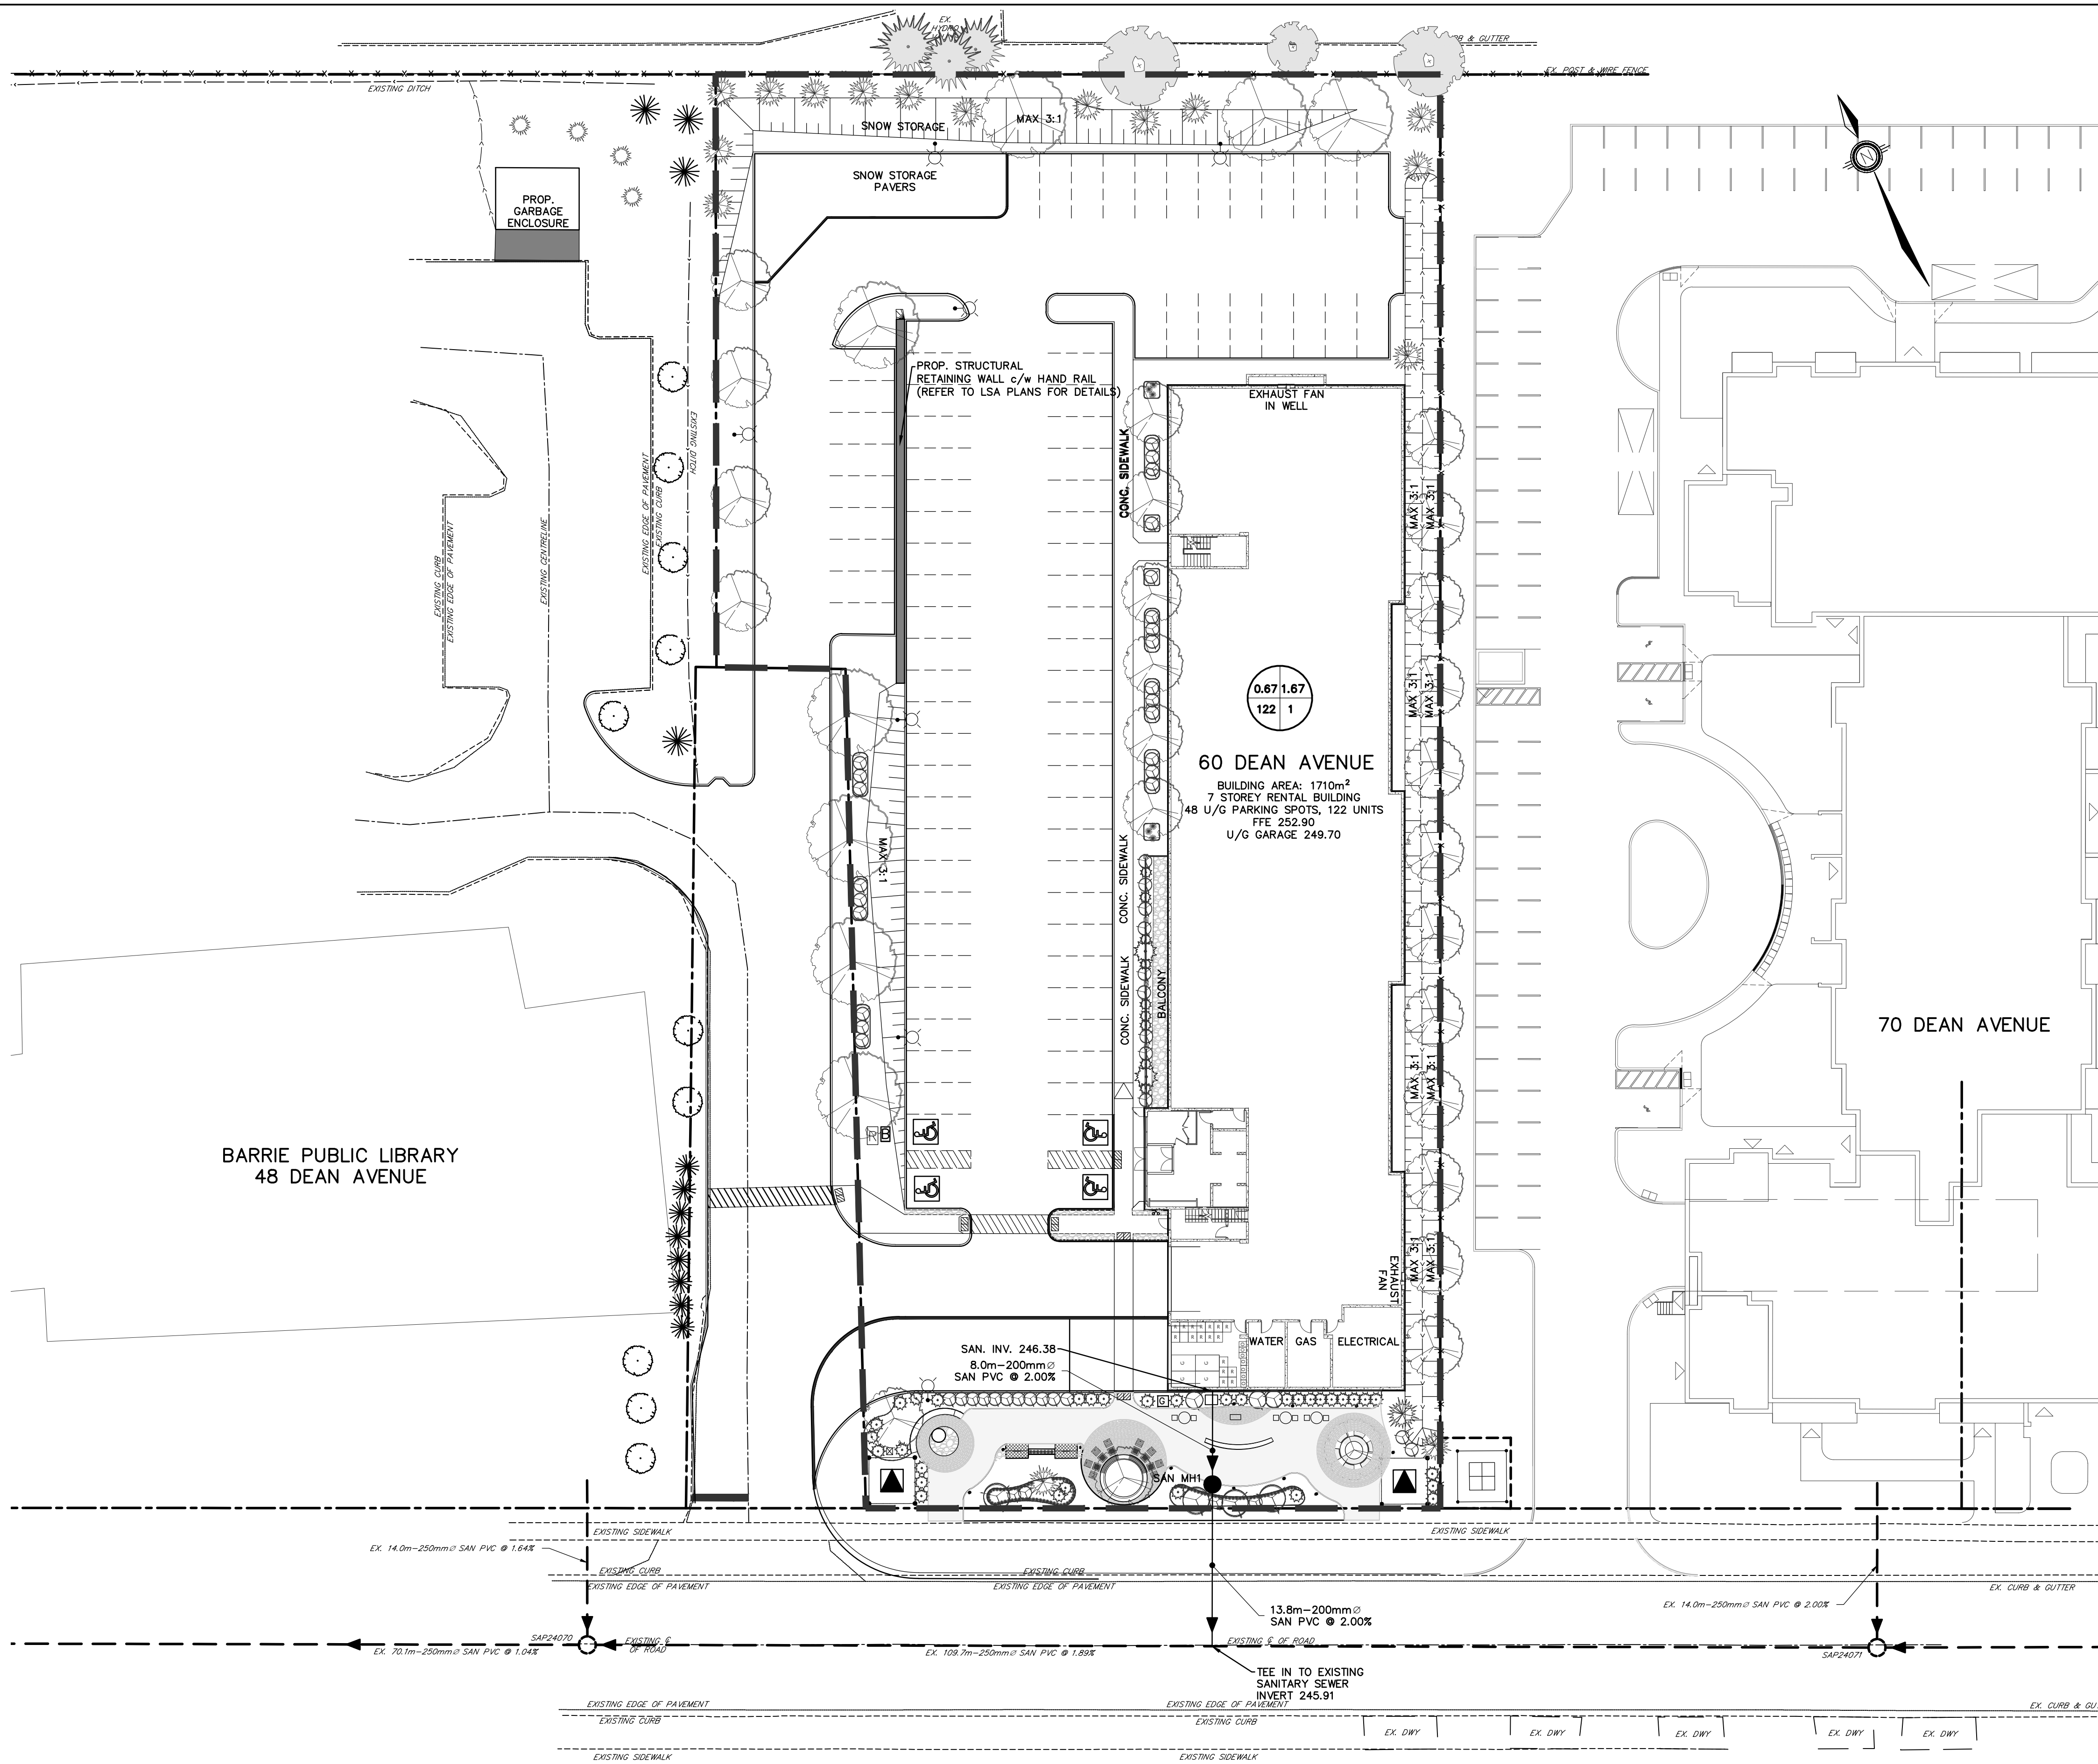 EX.
HYDRO
RB & GUTTER
EX. POST & WIRE FENCE
EXISTING DITCH
SNOW STORAGE
MAX 3:1
SNOW STORAGE
PAVERS
N
PROP.
GARBAGE
ENCLOSURE
PROP. STRUCTURAL
RETAINING WALL c/w HAND RAIL
(REFER TO LSA PLANS FOR DETAILS)
EXHAUST FAN
IN WELL
EXISTING DITCH
EXISTING EDGE OF PAVEMENT
EXISTING CURB
EXISTING CENTRELINE
EXISTING CURB
EXISTING EDGE OF PAVEMENT
CONC. SIDEWALK
MAX 3:1
MAX 3:1
0.67 1.67
122 1
MAX 3:1
MAX 3:1
60 DEAN AVENUE
BUILDING AREA: 1710m²
7 STOREY RENTAL BUILDING
48 U/G PARKING SPOTS, 122 UNITS
FFE 252.90
U/G GARAGE 249.70
MAX 3:1
CONC. SIDEWALK
CONC. SIDEWALK
BALCONY
70 DEAN AVENUE
MAX 3:1
MAX 3:1
BARRIE PUBLIC LIBRARY
48 DEAN AVENUE
R B
MAX 3:1
MAX 3:1
EXHAUST
FAN
WATER GAS ELECTRICAL
SAN. INV. 246.38
8.0m-200mm∅
SAN PVC @ 2.00%
G
SAN MH1
EXISTING SIDEWALK
EXISTING SIDEWALK
EX. 14.0m-250mm∅ SAN PVC @ 1.64%
EXISTING CURB
EXISTING CURB
EXISTING EDGE OF PAVEMENT
EXISTING EDGE OF PAVEMENT
EX. CURB & GUTTER
EX. 14.0m-250mm∅ SAN PVC @ 2.00%
13.8m-200mm∅
SAN PVC @ 2.00%
SAP24070
EXISTING ℄
OF ROAD
EXISTING ℄ OF ROAD
EX. 70.1m-250mm∅ SAN PVC @ 1.04%
EX. 109.7m-250mm∅ SAN PVC @ 1.89%
SAP24071
TEE IN TO EXISTING
SANITARY SEWER
INVERT 245.91
EXISTING EDGE OF PAVEMENT
EXISTING EDGE OF PAVEMENT
EX. CURB & GU
EXISTING CURB
EXISTING CURB
EX. DWY
EX. DWY
EX. DWY
EX. DWY
EX. DWY
EXISTING SIDEWALK
EXISTING SIDEWALK